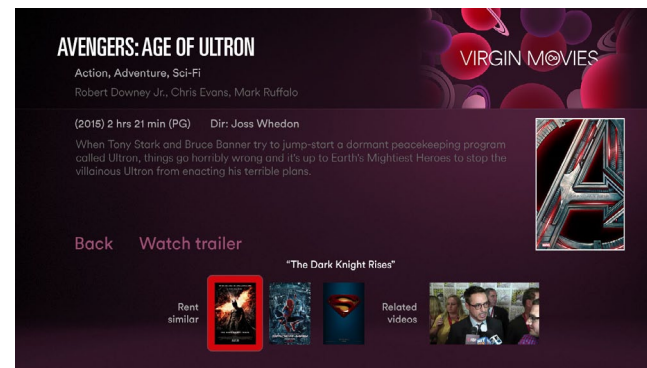 AVENGERS: AGE OF ULTRON
VIRGIN MOVIES
Action, Adventure, Sci-Fi
Robert Downey Jr., Chris Evans, Mark Ruffalo
(2015) 2 hrs 21 min (PG) Dir: Joss Whedon
When Tony Stark and Bruce Banner try to jump-start a dormant peacekeeping program
called Ultron, things go horribly wrong and it's up to Earth's Mightiest Heroes to stop the
villainous Ultron from enacting his terrible plans.
Back Watch trailer
"The Dark Knight Rises"
Rent
similar
Related
videos